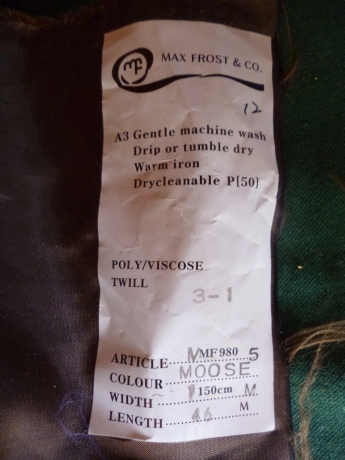 mf MAX FROST & CO.
12
A3 Gentle machine wash
Drip or tumble dry
Warm iron
Drycleanable P[50]
POLY/VISCOSE
TWILL
3-1
ARTICLE......MF980 5
COLOUR...MOOSE
WIDTH 150cm M
LENGTH.....46 M